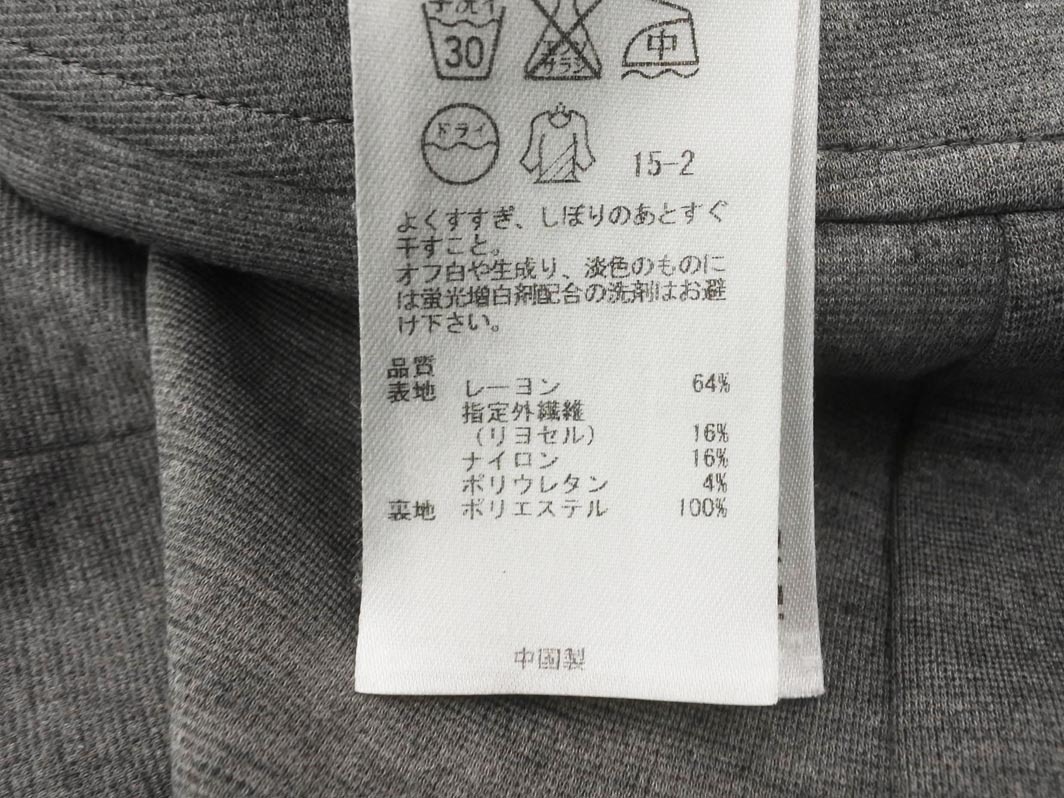 手洗イ
30
エンソ
サラシ
中
ドライ
15-2
よくすすぎ、しぼりのあとすぐ
干すこと。
オフ白や生成り、淡色のものに
は蛍光増白剤配合の洗剤はお避
け下さい。
品質
表地 レーヨン 64%
指定外繊維
(リヨセル) 16%
ナイロン 16%
ポリウレタン 4%
裏地 ポリエステル 100%
中国製